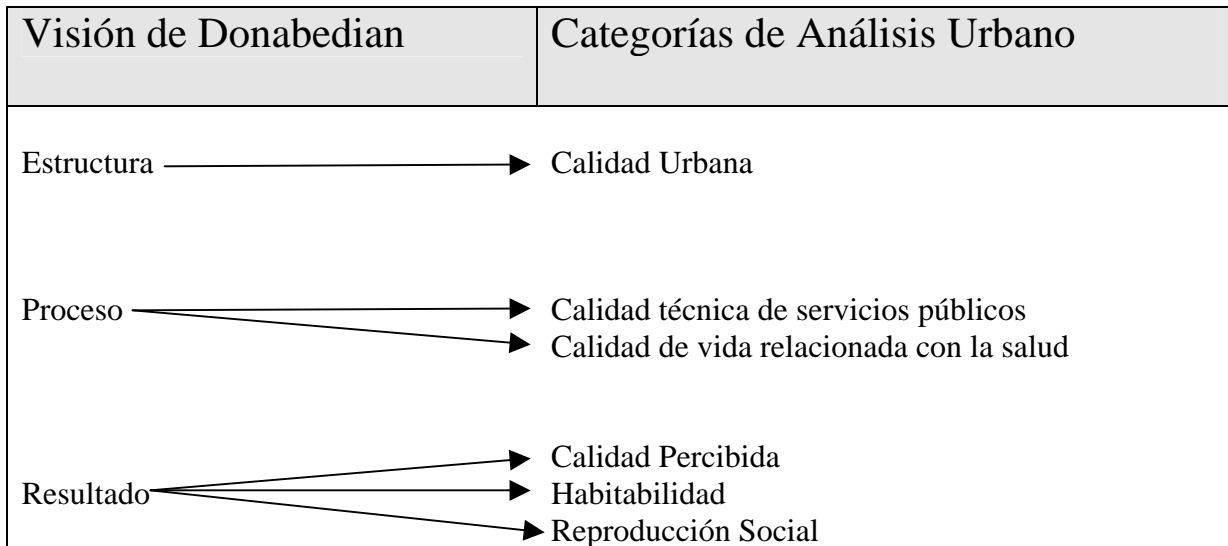 Visión de Donabedian
Categorías de Análisis Urbano
Estructura
Calidad Urbana
Proceso
Calidad técnica de servicios públicos
Calidad de vida relacionada con la salud
Calidad Percibida
Resultado
Habitabilidad
Reproducción Social